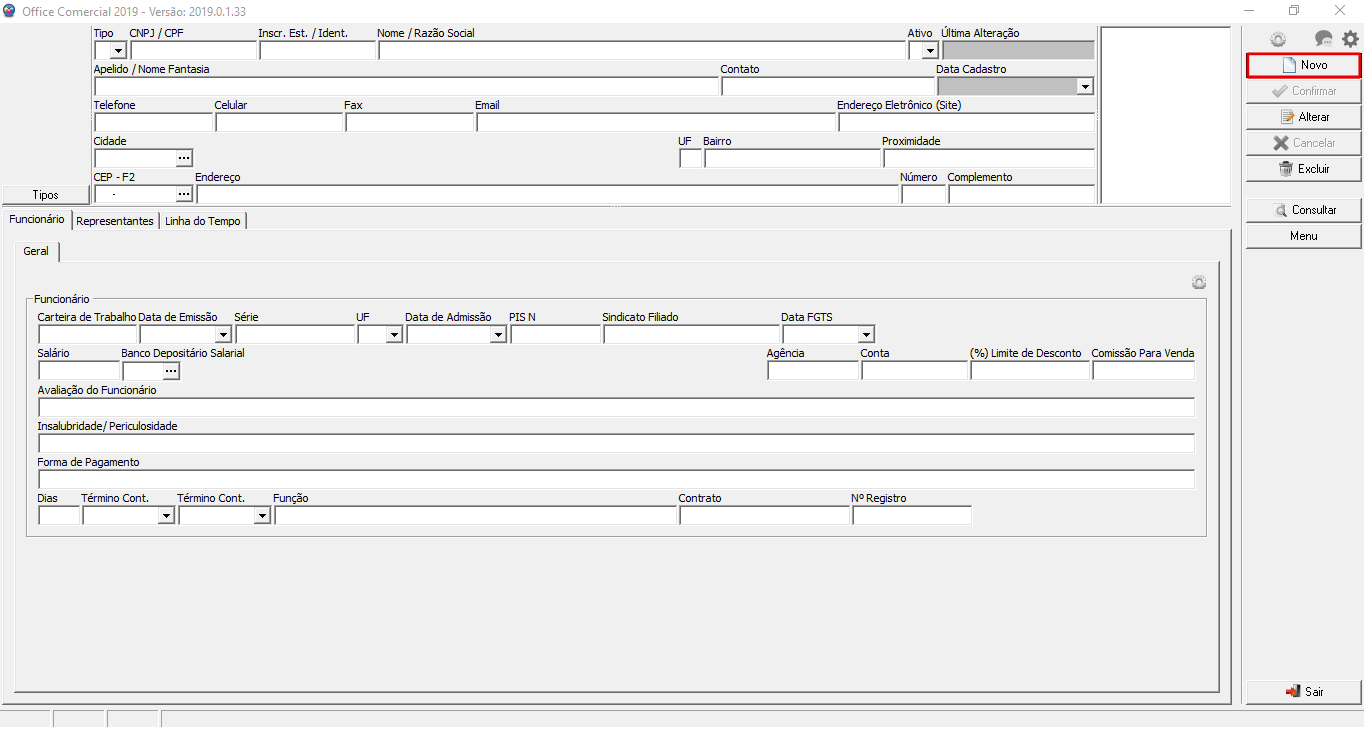 Office Comercial 2019 - Versão: 2019.0.1.33
Tipo CNPJ / CPF Inscr. Est. / Ident. Nome / Razão Social Ativo Última Alteração
Apelido / Nome Fantasia Contato Data Cadastro
Telefone Celular Fax Email Endereço Eletrônico (Site)
Cidade UF Bairro Proximidade
CEP - F2 Endereço Número Complemento
Tipos -
Funcionário Representantes Linha do Tempo
Geral
Funcionário
Carteira de Trabalho Data de Emissão Série UF Data de Admissão PIS N Sindicato Filiado Data FGTS
Salário Banco Depositário Salarial Agência Conta (%) Limite de Desconto Comissão Para Venda
Avaliação do Funcionário
Insalubridade/ Periculosidade
Forma de Pagamento
Dias Término Cont. Término Cont. Função Contrato Nº Registro
Novo
Confirmar
Alterar
Cancelar
Excluir
Consultar
Menu
Sair